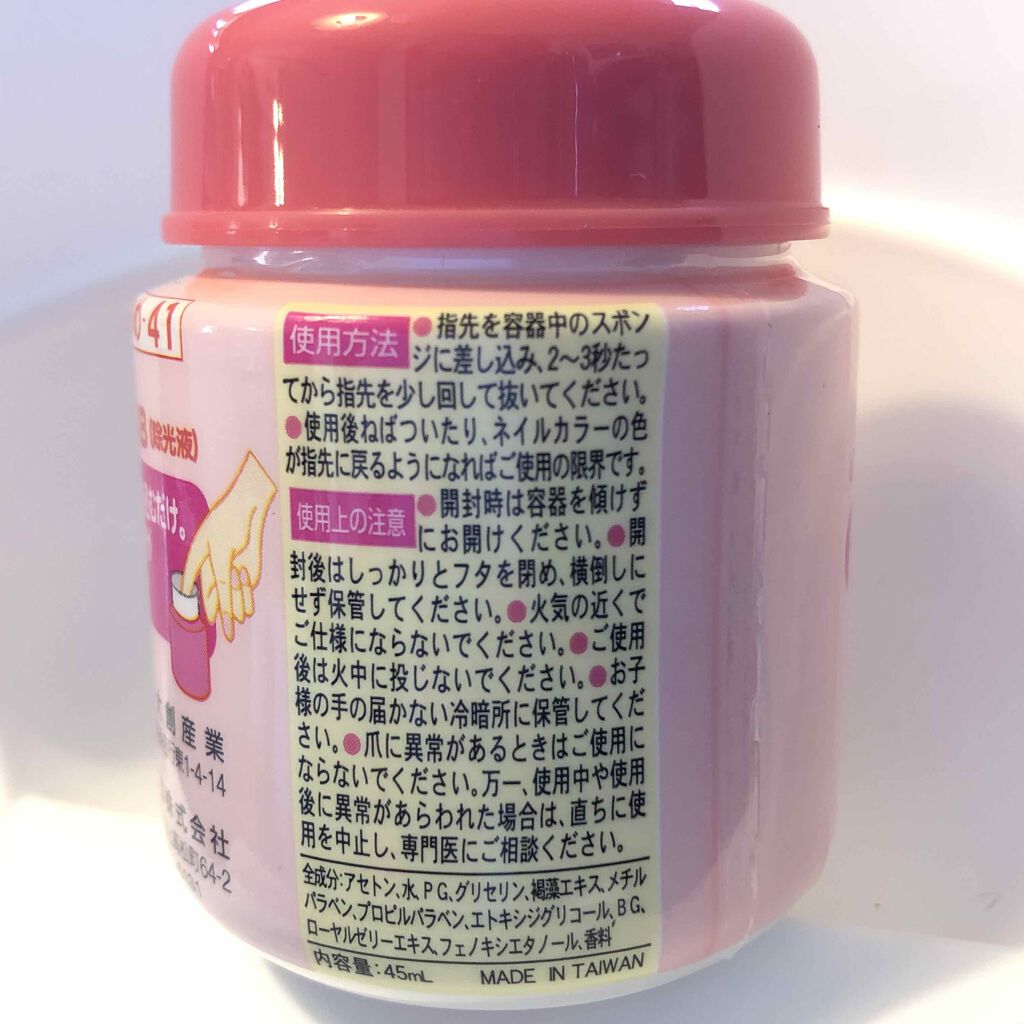 -41
(除光液)
むだけ。
創産業
東1-4-14
式会社
町64-2
使用方法
●指先を容器中のスポン
ジに差し込み、2〜3秒たっ
てから指先を少し回して抜いてください。
●使用後ねばついたり、ネイルカラーの色
が指先に戻るようになればご使用の限界です。
使用上の注意
●開封時は容器を傾けず
にお開けください。●開
封後はしっかりとフタを閉め、横倒しに
せず保管してください。●火気の近くで
ご仕様にならないでください。●ご使用
後は火中に投じないでください。●お子
様の手の届かない冷暗所に保管してくだ
さい。●爪に異常があるときはご使用に
ならないでください。万一、使用中や使用
後に異常があらわれた場合は、直ちに使
用を中止し、専門医にご相談ください。
全成分:アセトン、水、PG、グリセリン、褐藻エキス、メチル
パラベン、プロピルパラベン、エトキシジグリコール、BG、
ローヤルゼリーエキス、フェノキシエタノール、香料
内容量:45mL MADE IN TAIWAN